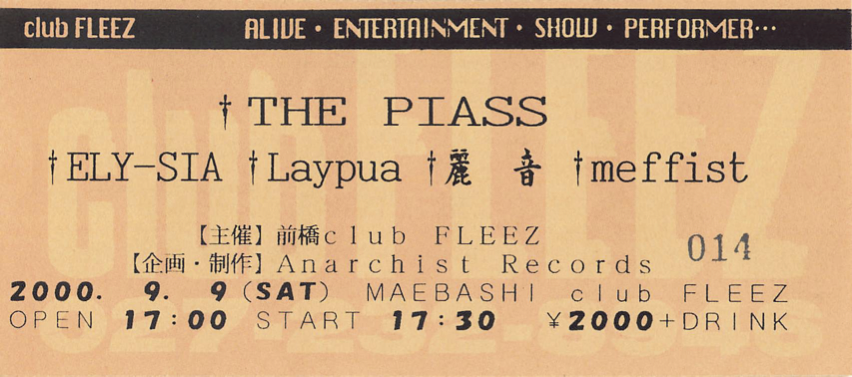 club FLEEZ ALIVE・ENTERTAINMENT・SHOW・PERFORMER…
†THE PIASS
†ELY-SIA †Laypua †麗 音 †meffist
【主催】前橋club FLEEZ
【企画・制作】Anarchist Records
014
2000. 9. 9(SAT) MAEBASHI club FLEEZ
OPEN 17:00 START 17:30 ¥2000+DRINK
club FLEEZ